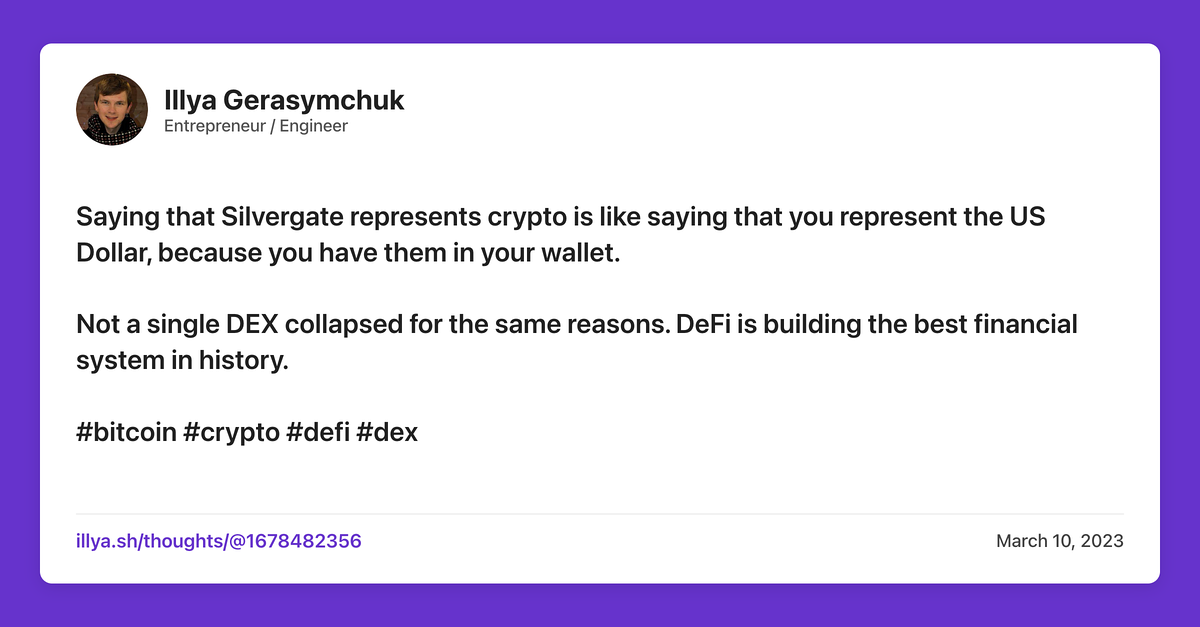 Illya Gerasymchuk
Entrepreneur / Engineer
Saying that Silvergate represents crypto is like saying that you represent the US
Dollar, because you have them in your wallet.
Not a single DEX collapsed for the same reasons. DeFi is building the best financial
system in history.
#bitcoin #crypto #defi #dex
illya.sh/thoughts/@1678482356
March 10, 2023